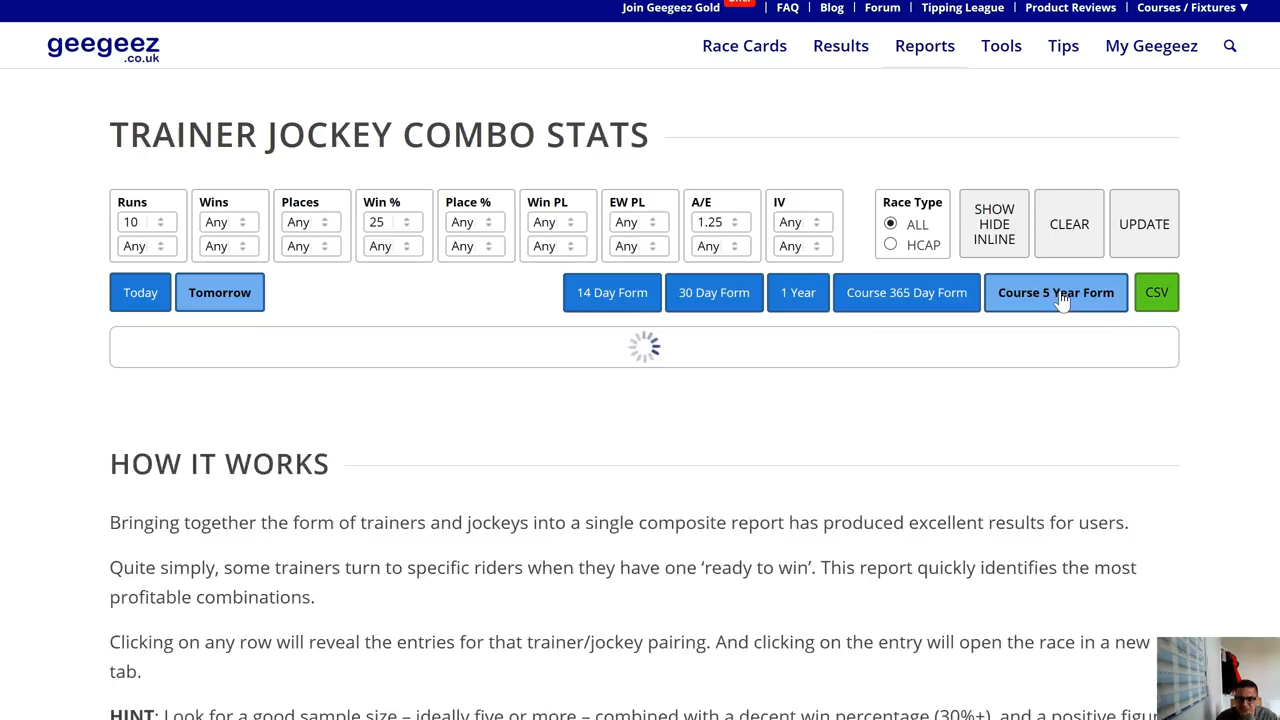 Join Geegeez Gold | FAQ | Blog | Forum | Tipping League | Product Reviews | Courses / Fixtures ▼
geegeez
.co.uk
Race Cards Results Reports Tools Tips My Geegeez
TRAINER JOCKEY COMBO STATS
Runs Wins Places Win % Place % Win PL EW PL A/E IV Race Type
10 Any Any 25 Any Any Any 1.25 Any ALL
Any Any Any Any Any Any Any Any Any HCAP
SHOW
HIDE
INLINE
CLEAR
UPDATE
Today Tomorrow 14 Day Form 30 Day Form 1 Year Course 365 Day Form Course 5 Year Form CSV
HOW IT WORKS
Bringing together the form of trainers and jockeys into a single composite report has produced excellent results for users.
Quite simply, some trainers turn to specific riders when they have one ‘ready to win’. This report quickly identifies the most
profitable combinations.
Clicking on any row will reveal the entries for that trainer/jockey pairing. And clicking on the entry will open the race in a new
tab.
HINT: Look for a good sample size – ideally five or more – combined with a decent win percentage (30%+), and a positive